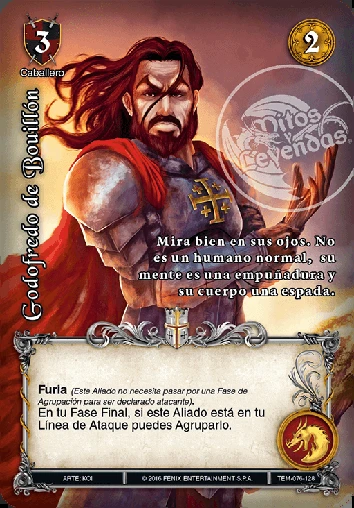 3
Caballero
2
Mitos y
Leyendas
Godofredo de Bouillón
Mira bien en sus ojos. No
es un humano normal, su
mente es una empuñadura y
su cuerpo una espada.
Furia (Este Aliado no necesita pasar por una Fase de
Agrupación para ser declarado atacante).
En tu Fase Final, si este Aliado está en tu
Línea de Ataque puedes Agruparlo.
ARTE: KOI
© 2016 FENIX ENTERTAINMENT S.P.A.
TEM-076-128